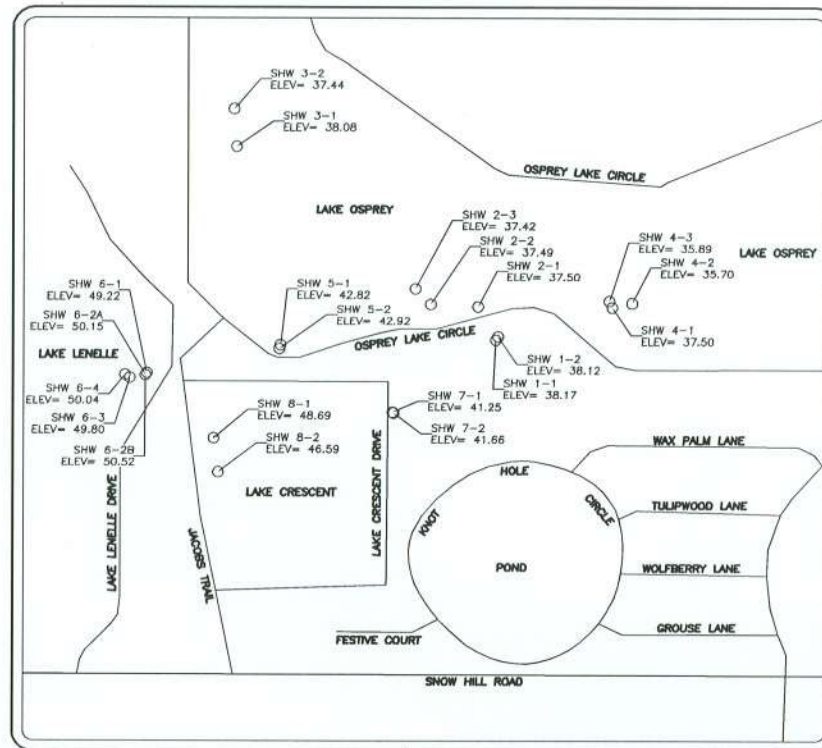 SHW 3-2
ELEV= 37.44
SHW 3-1
ELEV= 38.08
OSPREY LAKE CIRCLE
LAKE OSPREY
SHW 2-3
ELEV= 37.42
SHW 2-2
ELEV= 37.49
SHW 2-1
ELEV= 37.50
SHW 4-3
ELEV= 35.89
SHW 4-2
ELEV= 35.70
LAKE OSPREY
SHW 4-1
ELEV= 37.50
SHW 5-1
ELEV= 42.82
SHW 5-2
ELEV= 42.92
OSPREY LAKE CIRCLE
SHW 6-1
ELEV= 49.22
SHW 6-2A
ELEV= 50.15
LAKE LENELLE
SHW 6-4
ELEV= 50.04
SHW 6-3
ELEV= 49.80
SHW 6-2B
ELEV= 50.52
SHW 1-2
ELEV= 38.12
SHW 1-1
ELEV= 38.17
SHW 8-1
ELEV= 48.69
SHW 8-2
ELEV= 46.59
SHW 7-1
ELEV= 41.25
SHW 7-2
ELEV= 41.66
LAKE CRESCENT
LAKE CRESCENT DRIVE
LAKE LENELLE DRIVE
JACOBS TRAIL
WAX PALM LANE
KNOT
HOLE
CIRCLE
TULIPWOOD LANE
POND
WOLFBERRY LANE
GROUSE LANE
FESTIVE COURT
SNOW HILL ROAD